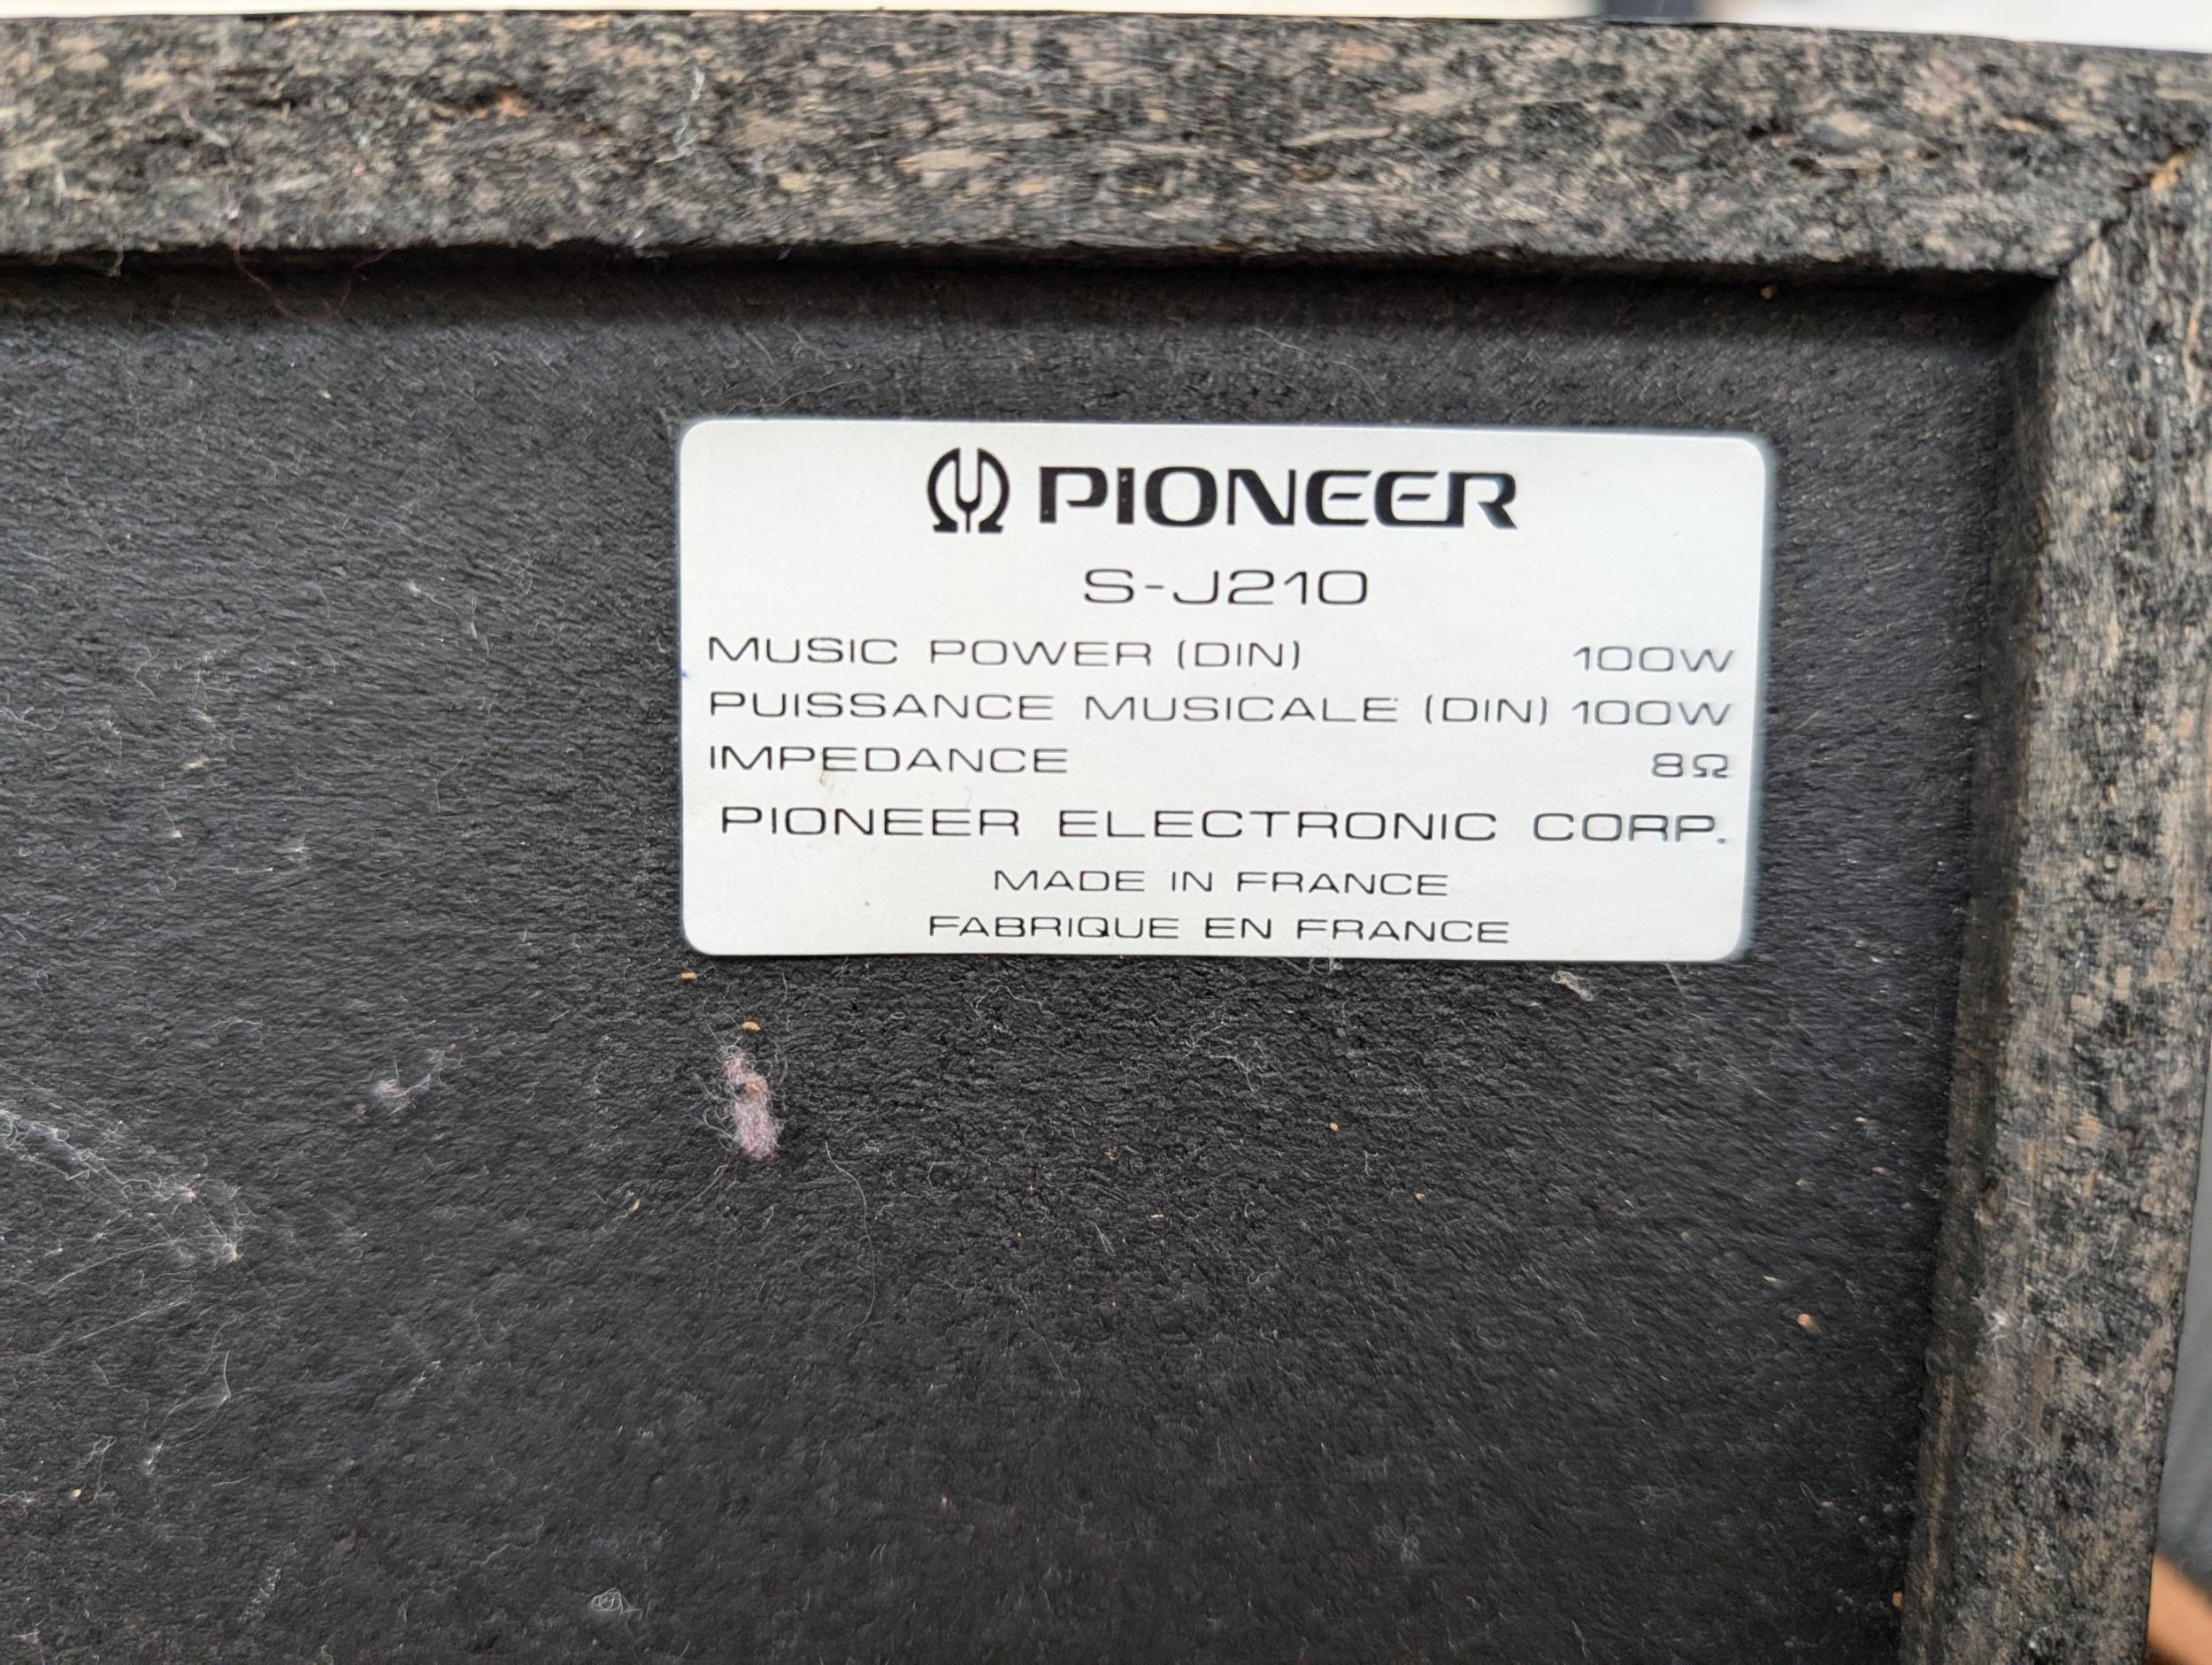 PIONEER
S-J210
MUSIC POWER (DIN) 100W
PUISSANCE MUSICALE (DIN) 100W
IMPEDANCE 8Ω
PIONEER ELECTRONIC CORP.
MADE IN FRANCE
FABRIQUE EN FRANCE